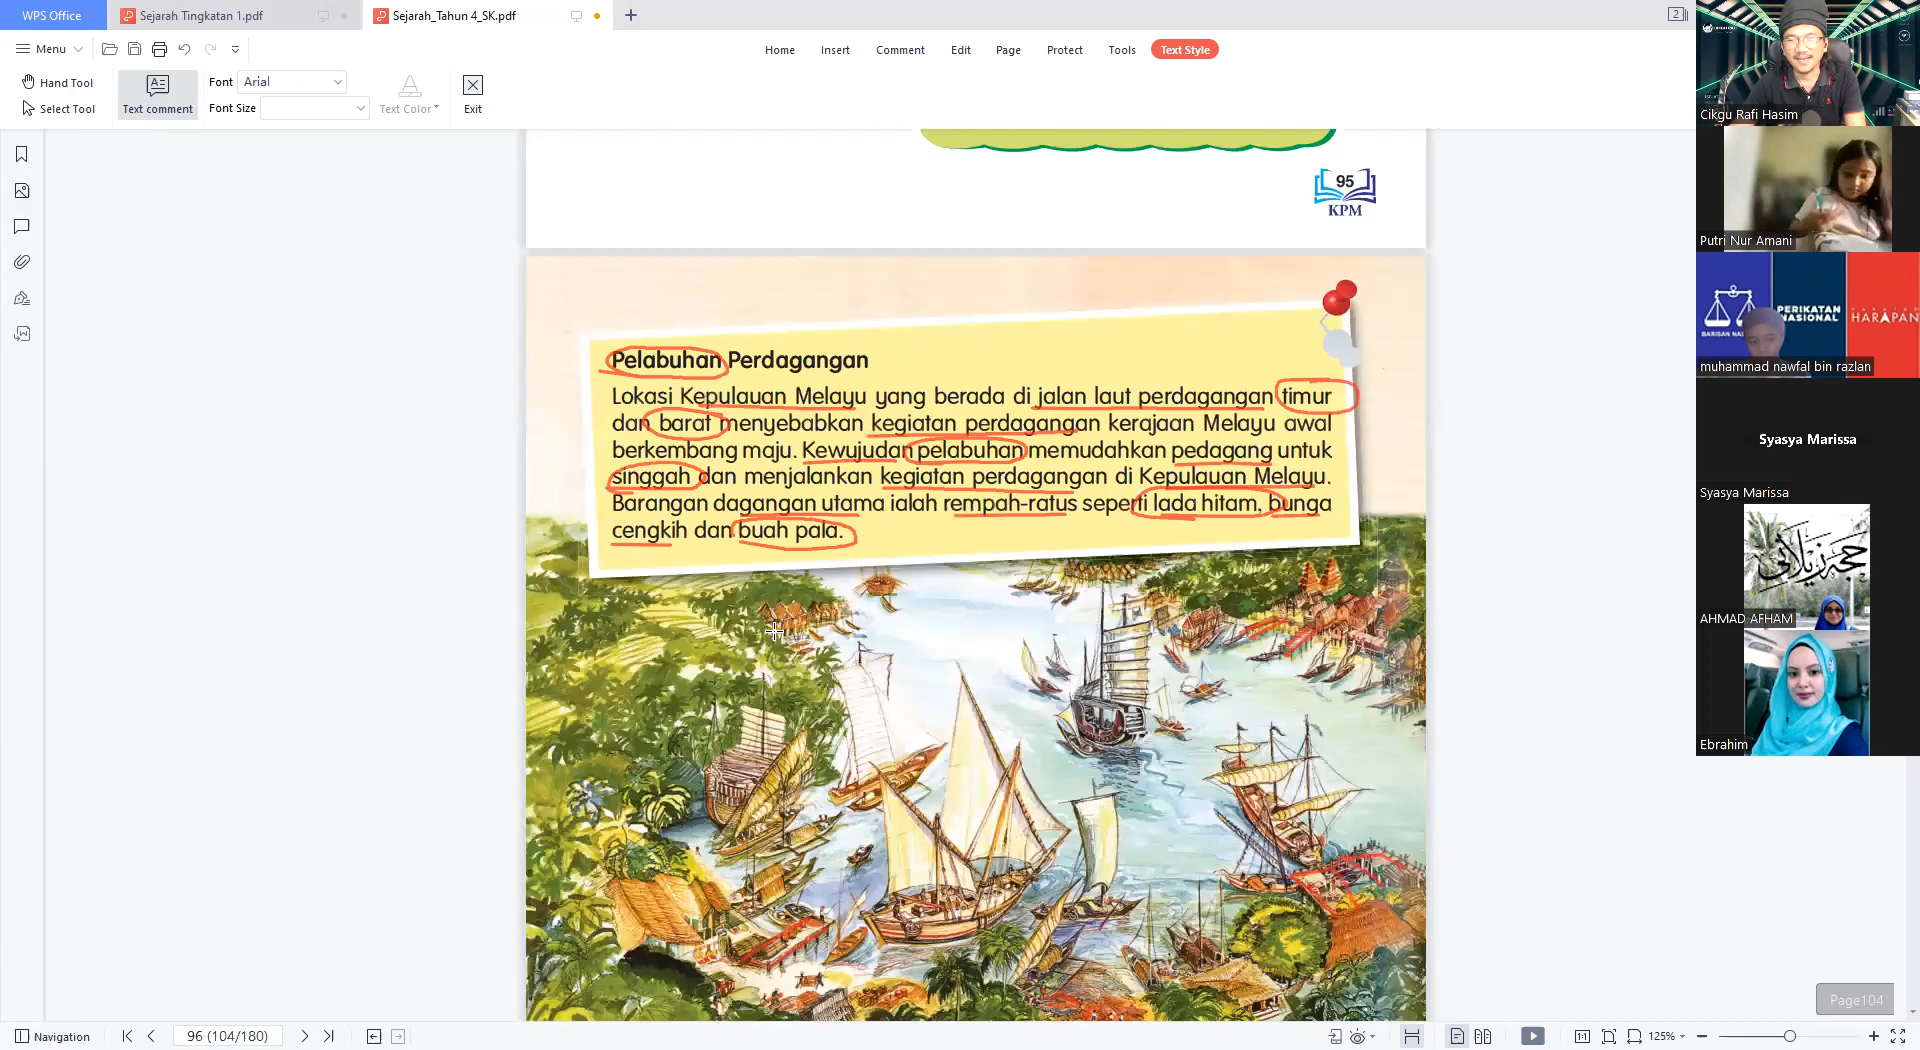 WPS Office
Sejarah Tingkatan 1.pdf
Sejarah_Tahun 4_SK.pdf
2
Menu
Home
Insert
Comment
Edit
Page
Protect
Tools
Text Style
Hand Tool
Select Tool
Text comment
Font
Arial
Font Size
Text Color
Exit
95
KPM
Pelabuhan Perdagangan
Lokasi Kepulauan Melayu yang berada di jalan laut perdagangan timur
dan barat menyebabkan kegiatan perdagangan kerajaan Melayu awal
berkembang maju. Kewujudan pelabuhan memudahkan pedagang untuk
singgah dan menjalankan kegiatan perdagangan di Kepulauan Melayu.
Barangan dagangan utama ialah rempah-ratus seperti lada hitam, bunga
cengkih dan buah pala.
Cikgu Rafi Hasim
Putri Nur Amani
BARISAN NASIONAL
PERIKATAN
NASIONAL
HARAPAN
muhammad nawfal bin razlan
Syasya Marissa
Syasya Marissa
AHMAD AFHAM
Ebrahim
Page104
Navigation
96 (104/180)
1:1
125%